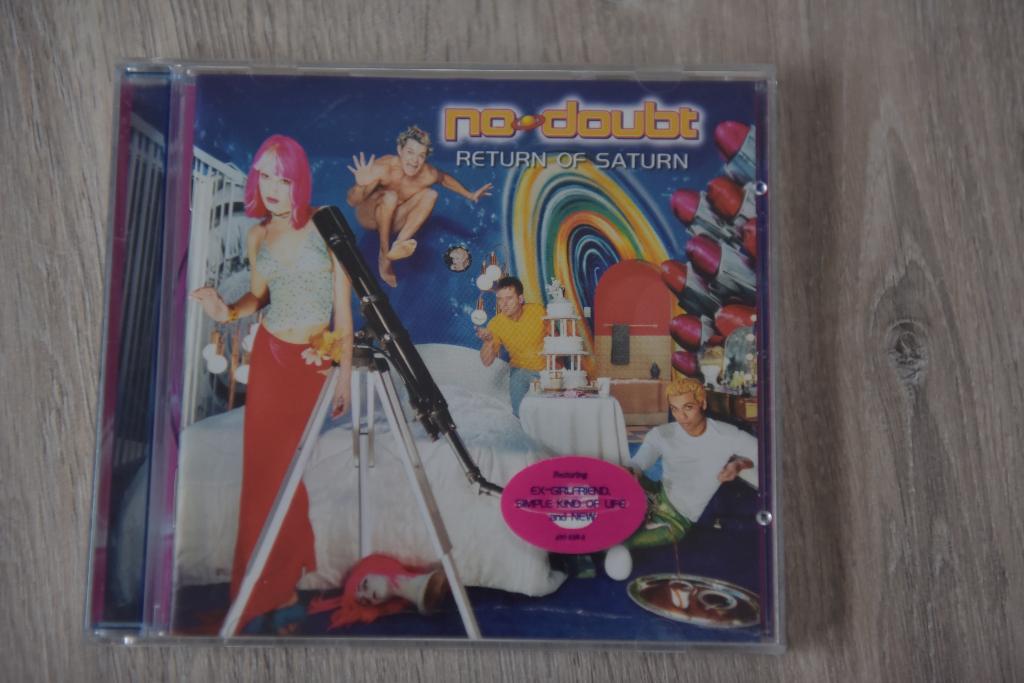 no doubt
RETURN OF SATURN
Featuring
EX-GIRLFRIEND,
SIMPLE KIND OF LIFE
and NEW